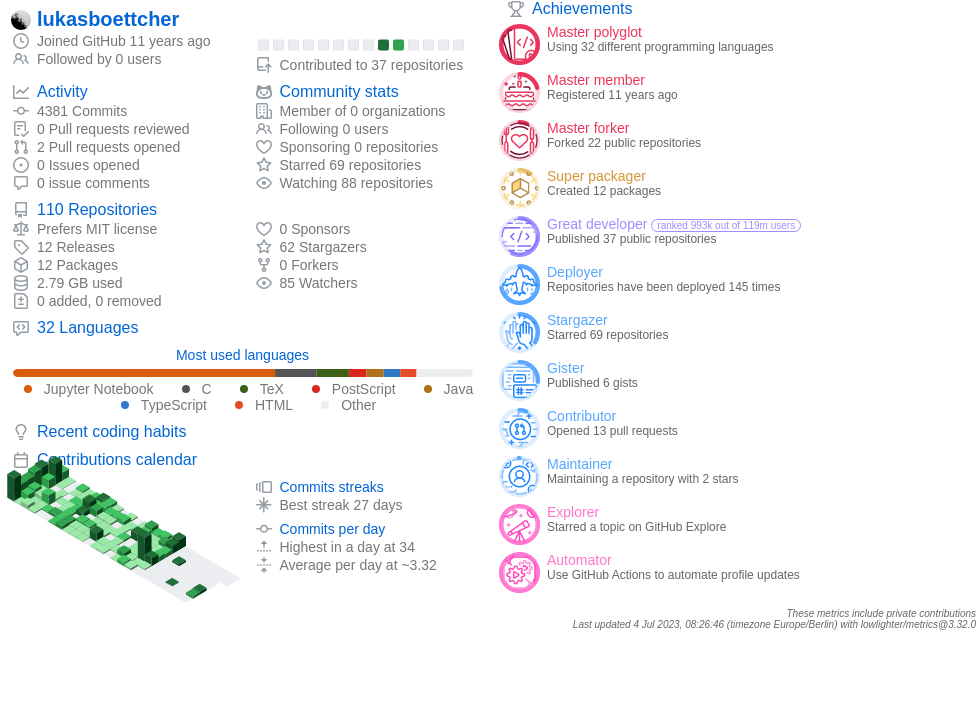 lukasboettcher
Joined GitHub 11 years ago
Followed by 0 users
Contributed to 37 repositories
Activity
4381 Commits
0 Pull requests reviewed
2 Pull requests opened
0 Issues opened
0 issue comments
Community stats
Member of 0 organizations
Following 0 users
Sponsoring 0 repositories
Starred 69 repositories
Watching 88 repositories
110 Repositories
Prefers MIT license
12 Releases
12 Packages
2.79 GB used
0 added, 0 removed
0 Sponsors
62 Stargazers
0 Forkers
85 Watchers
32 Languages
Most used languages
Jupyter Notebook C TeX PostScript Java
TypeScript HTML Other
Recent coding habits
Contributions calendar
Commits streaks
Best streak 27 days
Commits per day
Highest in a day at 34
Average per day at ~3.32
Achievements
Master polyglot
Using 32 different programming languages
Master member
Registered 11 years ago
Master forker
Forked 22 public repositories
Super packager
Created 12 packages
Great developer ranked 993k out of 119m users
Published 37 public repositories
Deployer
Repositories have been deployed 145 times
Stargazer
Starred 69 repositories
Gister
Published 6 gists
Contributor
Opened 13 pull requests
Maintainer
Maintaining a repository with 2 stars
Explorer
Starred a topic on GitHub Explore
Automator
Use GitHub Actions to automate profile updates
These metrics include private contributions
Last updated 4 Jul 2023, 08:26:46 (timezone Europe/Berlin) with lowlighter/metrics@3.32.0